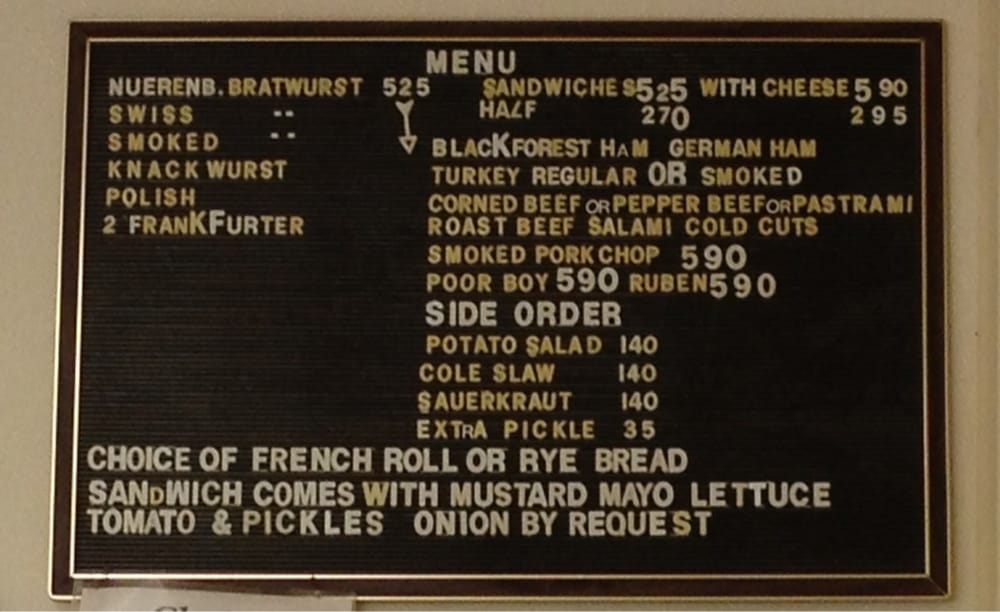 MENU
NUERENB. BRATWURST 525
SWISS --
SMOKED --
KNACKWURST
POLISH
2 FRANKFURTER
SANDWICHES 525 WITH CHEESE 590
HALF 270 295
BLACKFOREST HAM GERMAN HAM
TURKEY REGULAR OR SMOKED
CORNED BEEF OR PEPPER BEEF OR PASTRAMI
ROAST BEEF SALAMI COLD CUTS
SMOKED PORK CHOP 590
POOR BOY 590 RUBEN 590
SIDE ORDER
POTATO SALAD 140
COLE SLAW 140
SAUERKRAUT 140
EXTRA PICKLE 35
CHOICE OF FRENCH ROLL OR RYE BREAD
SANDWICH COMES WITH MUSTARD MAYO LETTUCE
TOMATO & PICKLES ONION BY REQUEST